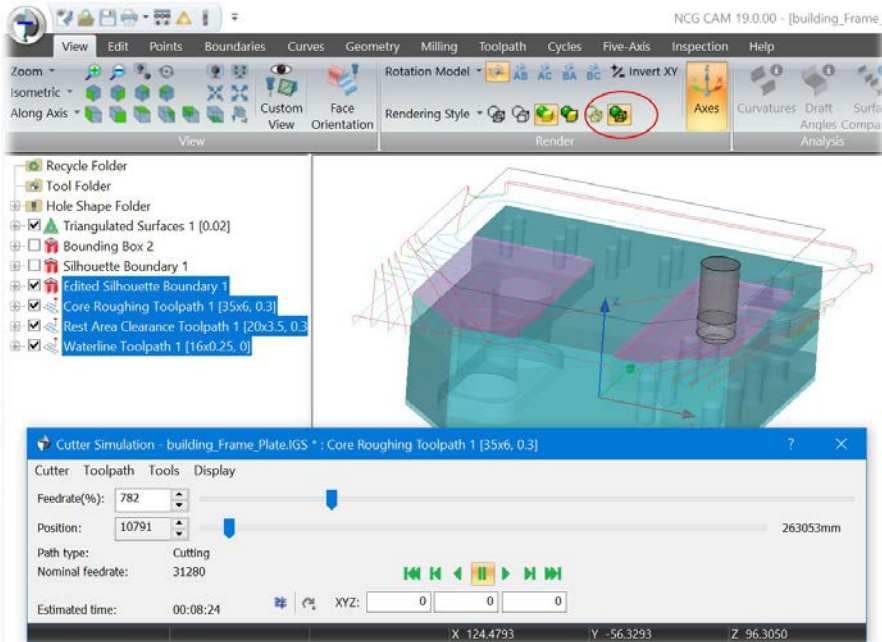 NCG CAM 19.0.00 - [building_Frame_
View Edit Points Boundaries Curves Geometry Milling Toolpath Cycles Five-Axis Inspection Help
Zoom
Isometric
Along Axis
Custom View
Face Orientation
View
Rotation Model AB AC BA BC Invert XY
Rendering Style
Render
Axes
Curvatures
Draft Angles
Surfa
Compa
Analysis
Recycle Folder
Tool Folder
Hole Shape Folder
Triangulated Surfaces 1 [0.02]
Bounding Box 2
Silhouette Boundary 1
Edited Silhouette Boundary 1
Core Roughing Toolpath 1 [35x6, 0.3]
Rest Area Clearance Toolpath 1 [20x3.5, 0.3
Waterline Toolpath 1 [16x0.25, 0]
Z
Cutter Simulation - building_Frame_Plate.IGS * : Core Roughing Toolpath 1 [35x6, 0.3] ?
Cutter Toolpath Tools Display
Feedrate(%): 782
Position: 10791 263053mm
Path type: Cutting
Nominal feedrate: 31280
Estimated time: 00:08:24 XYZ: 0 0 0
X 124.4793 Y -56.3293 Z 96.3050